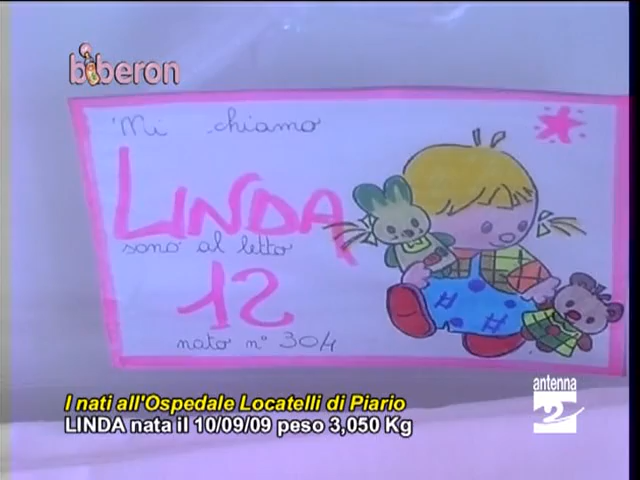 biberon
Mi chiamo
LINDA
sono al letto
12
nato n° 304
I nati all'Ospedale Locatelli di Piario
LINDA nata il 10/09/09 peso 3,050 Kg
antenna
2